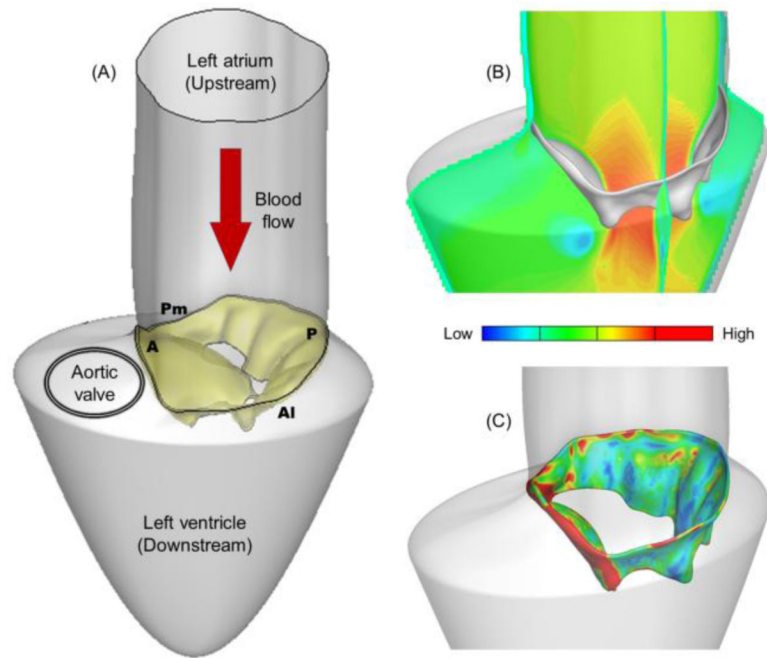 (A)
Left atrium
(Upstream)
Blood
flow
Pm
A
P
Aortic
valve
Al
Left ventricle
(Downstream)
(B)
Low
High
(C)